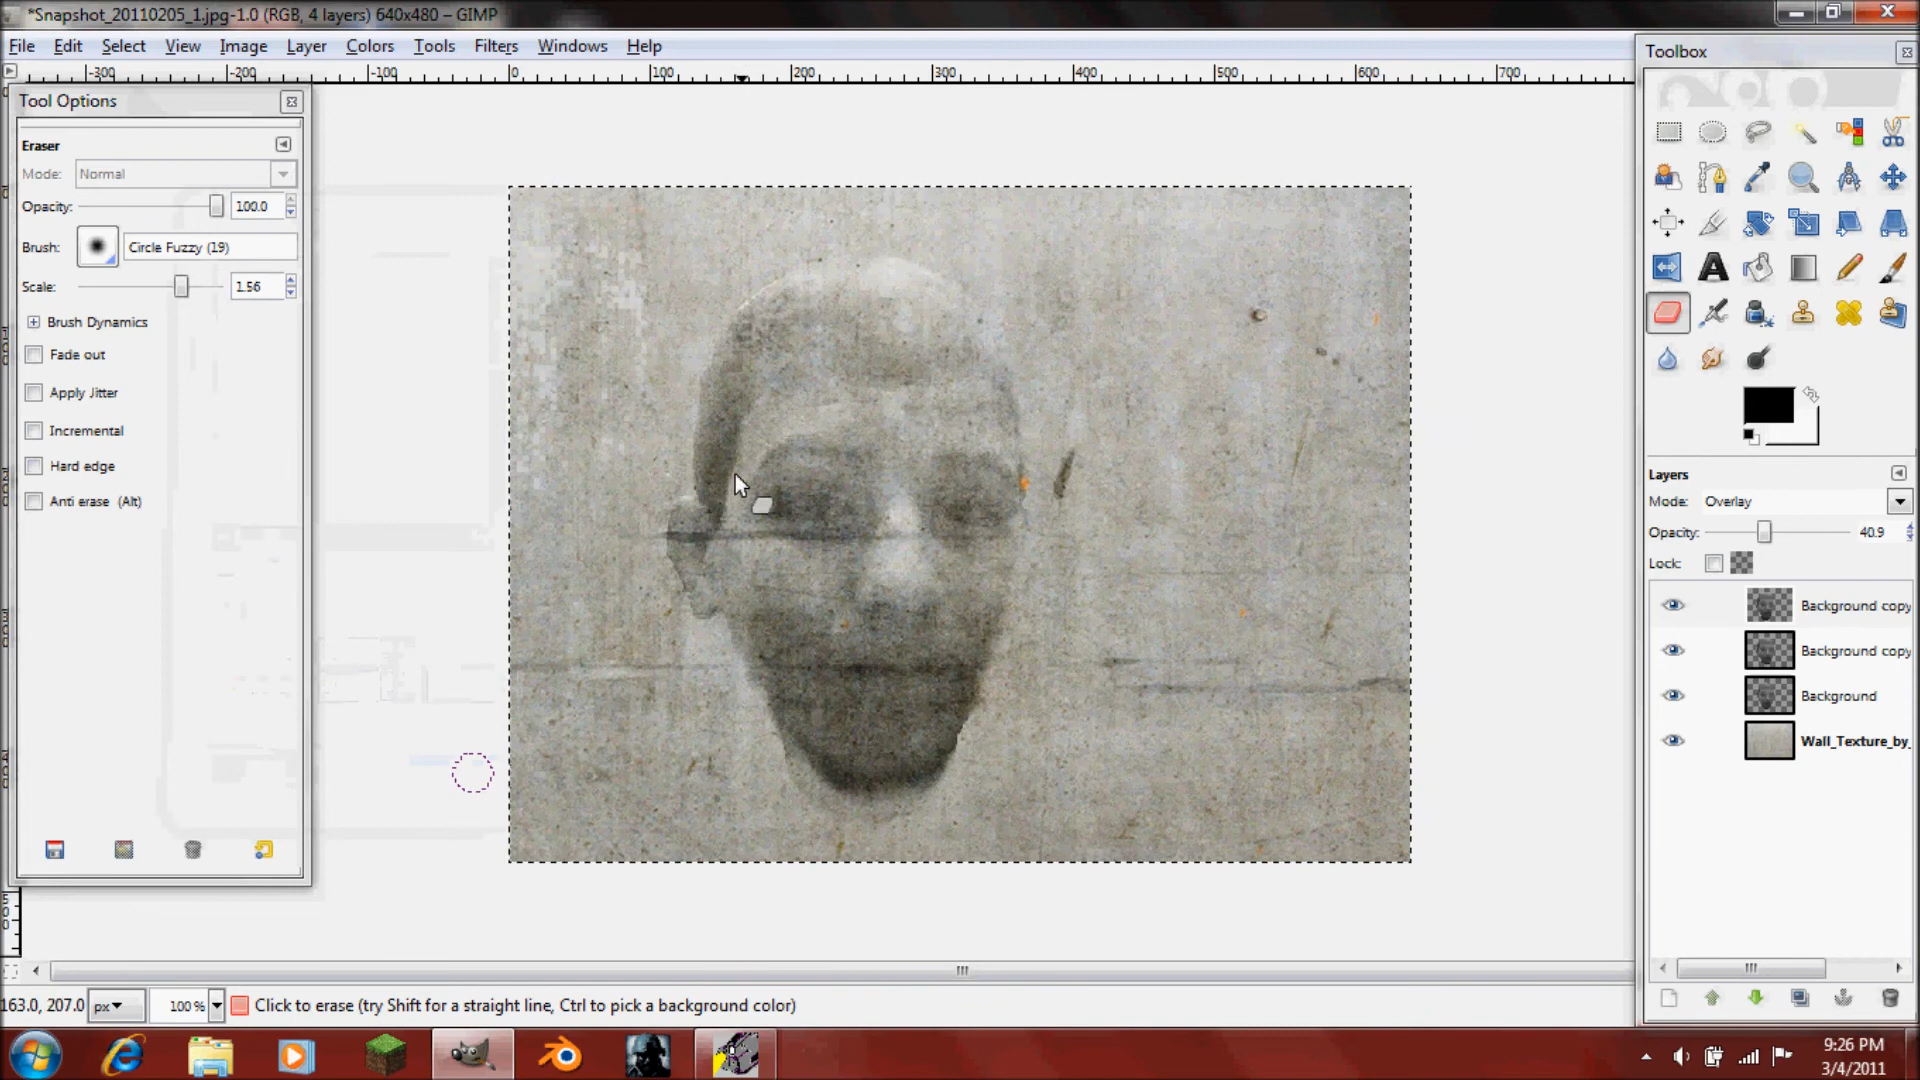 *Snapshot_20110205_1.jpg-1.0 (RGB, 4 layers) 640x480 – GIMP
File Edit Select View Image Layer Colors Tools Filters Windows Help
Toolbox
-300 -200 -100 0 100 200 300 400 500 600 700
Tool Options
Eraser
Mode: Normal
Opacity: 100.0
Brush: Circle Fuzzy (19)
Scale: 1.56
Brush Dynamics
Fade out
Apply Jitter
Incremental
Hard edge
Anti erase (Alt)
Layers
Mode: Overlay
Opacity: 40.9
Lock:
Background copy
Background copy
Background
Wall_Texture_by_
163.0, 207.0 px 100 % Click to erase (try Shift for a straight line, Ctrl to pick a background color)
9:26 PM
3/4/2011